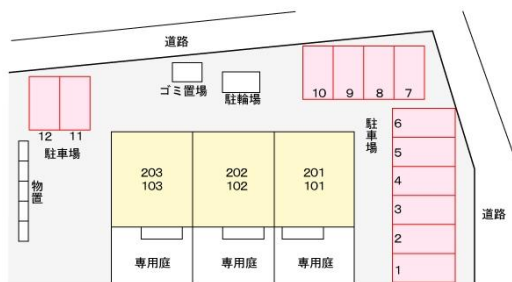 道路
ゴミ置場
駐輪場
10 9 8 7
12 11
駐車場
駐車場
6
5
4
3
2
1
物置
203 202 201
103 102 101
道路
専用庭 専用庭 専用庭